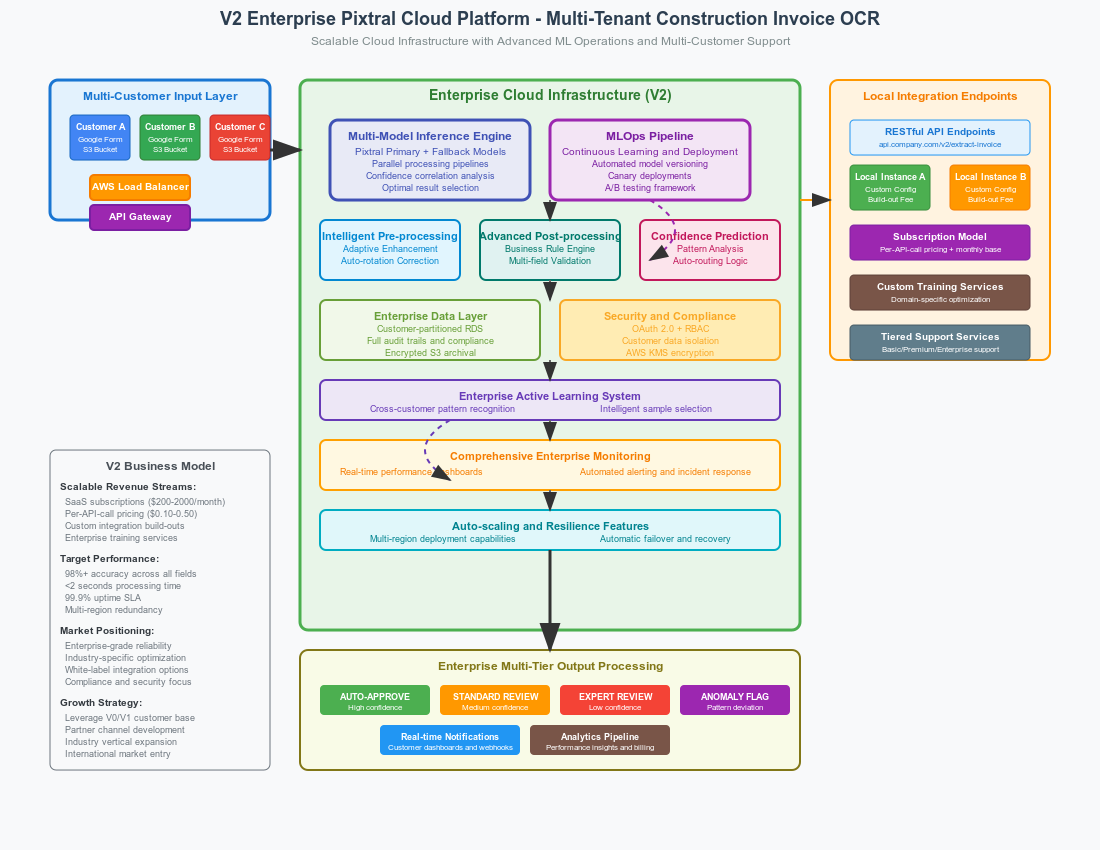 V2 Enterprise Pixtral Cloud Platform - Multi-Tenant Construction Invoice OCR
Scalable Cloud Infrastructure with Advanced ML Operations and Multi-Customer Support
Multi-Customer Input Layer
Customer A
Google Form
S3 Bucket
Customer B
Google Form
S3 Bucket
Customer C
Google Form
S3 Bucket
AWS Load Balancer
API Gateway
Enterprise Cloud Infrastructure (V2)
Multi-Model Inference Engine
Pixtral Primary + Fallback Models
Parallel processing pipelines
Confidence correlation analysis
Optimal result selection
MLOps Pipeline
Continuous Learning and Deployment
Automated model versioning
Canary deployments
A/B testing framework
Intelligent Pre-processing
Adaptive Enhancement
Auto-rotation Correction
Advanced Post-processing
Business Rule Engine
Multi-field Validation
Confidence Prediction
Pattern Analysis
Auto-routing Logic
Enterprise Data Layer
Customer-partitioned RDS
Full audit trails and compliance
Encrypted S3 archival
Security and Compliance
OAuth 2.0 + RBAC
Customer data isolation
AWS KMS encryption
Enterprise Active Learning System
Cross-customer pattern recognition
Intelligent sample selection
Comprehensive Enterprise Monitoring
Real-time performance dashboards
Automated alerting and incident response
Auto-scaling and Resilience Features
Multi-region deployment capabilities
Automatic failover and recovery
Local Integration Endpoints
RESTful API Endpoints
api.company.com/v2/extract-invoice
Local Instance A
Custom Config
Build-out Fee
Local Instance B
Custom Config
Build-out Fee
Subscription Model
Per-API-call pricing + monthly base
Custom Training Services
Domain-specific optimization
Tiered Support Services
Basic/Premium/Enterprise support
V2 Business Model
Scalable Revenue Streams:
SaaS subscriptions ($200-2000/month)
Per-API-call pricing ($0.10-0.50)
Custom integration build-outs
Enterprise training services
Target Performance:
98%+ accuracy across all fields
<2 seconds processing time
99.9% uptime SLA
Multi-region redundancy
Market Positioning:
Enterprise-grade reliability
Industry-specific optimization
White-label integration options
Compliance and security focus
Growth Strategy:
Leverage V0/V1 customer base
Partner channel development
Industry vertical expansion
International market entry
Enterprise Multi-Tier Output Processing
AUTO-APPROVE
High confidence
STANDARD REVIEW
Medium confidence
EXPERT REVIEW
Low confidence
ANOMALY FLAG
Pattern deviation
Real-time Notifications
Customer dashboards and webhooks
Analytics Pipeline
Performance insights and billing